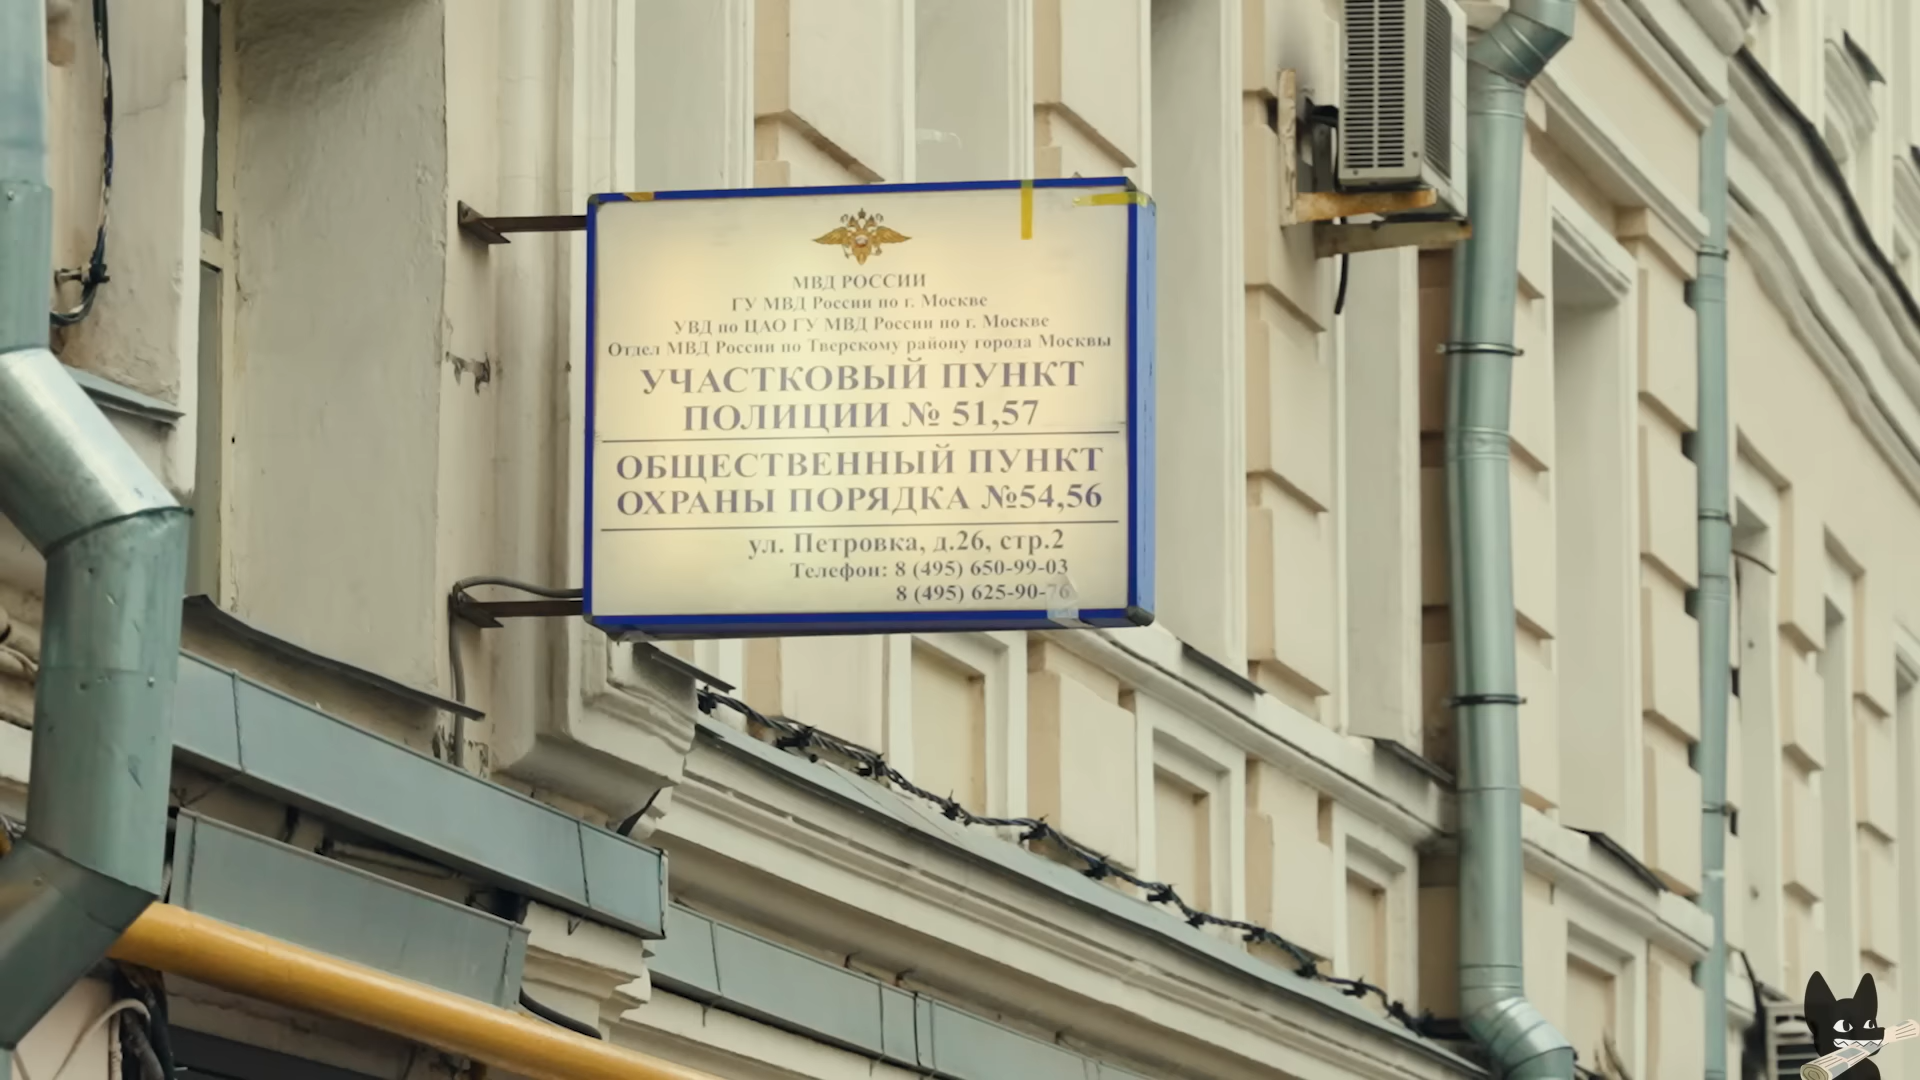 МВД РОССИИ
ГУ МВД России по г. Москве
УВД по ЦАО ГУ МВД России по г. Москве
Отдел МВД России по Тверскому району города Москвы
УЧАСТКОВЫЙ ПУНКТ
ПОЛИЦИИ № 51,57
ОБЩЕСТВЕННЫЙ ПУНКТ
ОХРАНЫ ПОРЯДКА №54,56
ул. Петровка, д.26, стр.2
Телефон: 8 (495) 650-99-03
8 (495) 625-90-76